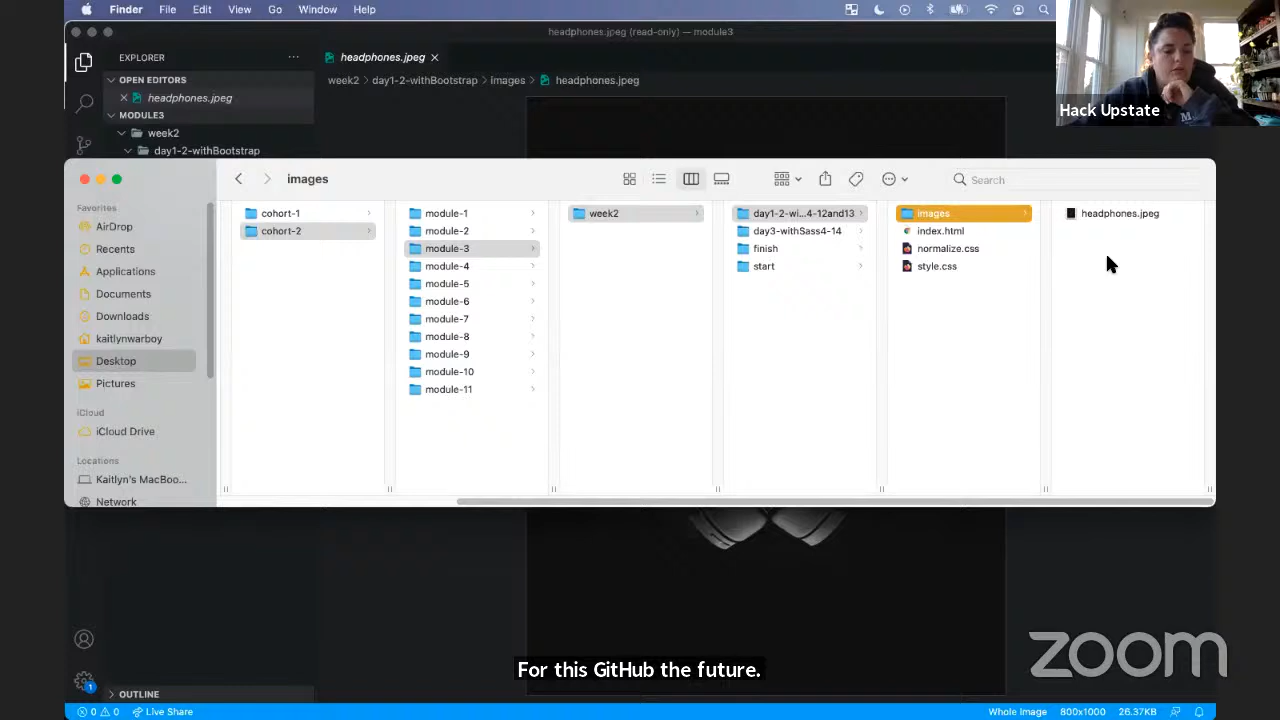 Finder File Edit View Go Window Help
headphones.jpeg (read-only) — module3
EXPLORER
headphones.jpeg
OPEN EDITORS
week2 > day1-2-withBootstrap > images > headphones.jpeg
headphones.jpeg
MODULE3
week2
day1-2-withBootstrap
Hack Upstate
images
Search
Favorites
AirDrop
Recents
Applications
Documents
Downloads
kaitlynwarboy
Desktop
Pictures
iCloud
iCloud Drive
Locations
Kaitlyn's MacBoo...
Network
cohort-1
cohort-2
module-1
module-2
module-3
module-4
module-5
module-6
module-7
module-8
module-9
module-10
module-11
week2
day1-2-wi...4-12and13
day3-withSass4-14
finish
start
images
index.html
normalize.css
style.css
headphones.jpeg
For this GitHub the future.
zoom
1
OUTLINE
0 0 Live Share
Whole Image 800x1000 26.37KB